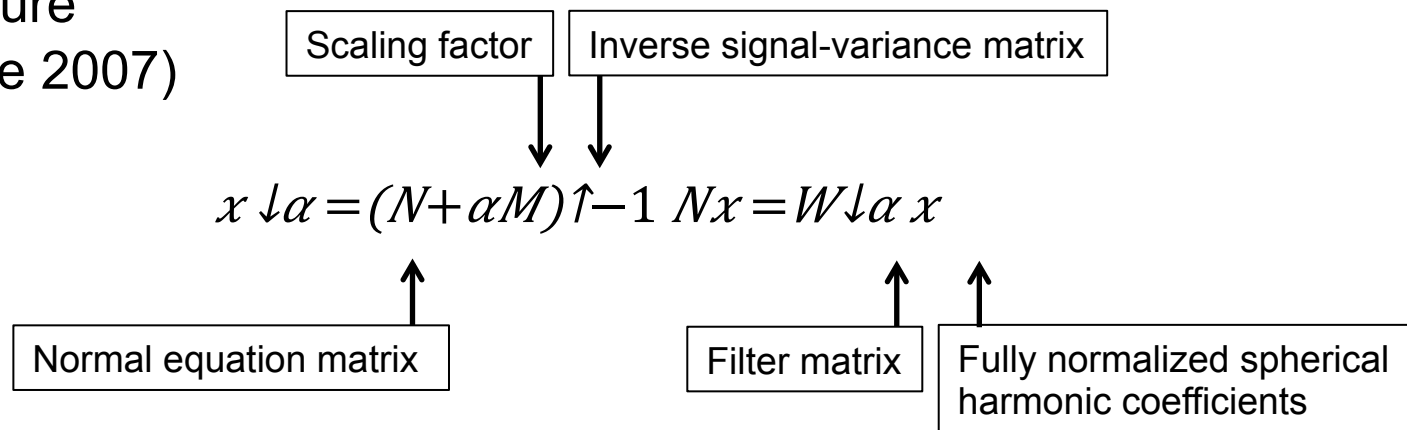 ure
e 2007)
Scaling factor
Inverse signal-variance matrix
x↓α=(N+αM)↑−1 Nx=W↓α x
Normal equation matrix
Filter matrix
Fully normalized spherical
harmonic coefficients